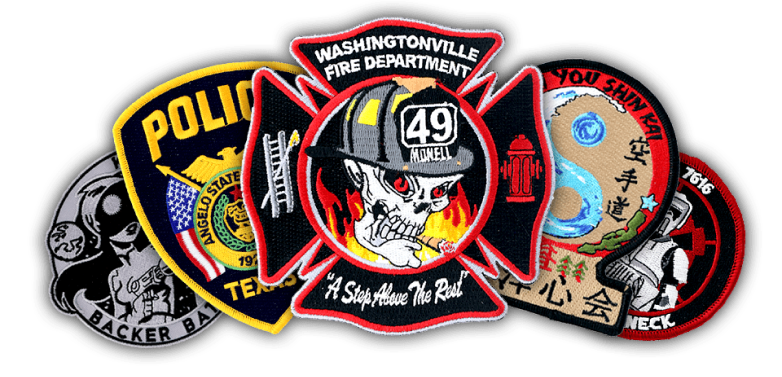 WASHINGTONVILLE
FIRE DEPARTMENT
49
MONELL
"A Step Above The Rest"
POLIC
ANGELO STATE
19
TEXAS
BACKER BA
YOU SHIN KAI
空手道
心会
7616
NECK